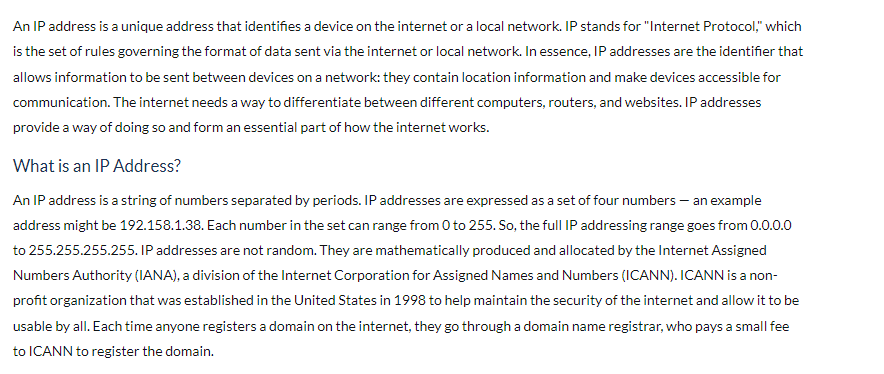 An IP address is a unique address that identifies a device on the internet or a local network. IP stands for "Internet Protocol," which
is the set of rules governing the format of data sent via the internet or local network. In essence, IP addresses are the identifier that
allows information to be sent between devices on a network: they contain location information and make devices accessible for
communication. The internet needs a way to differentiate between different computers, routers, and websites. IP addresses
provide a way of doing so and form an essential part of how the internet works.
What is an IP Address?
An IP address is a string of numbers separated by periods. IP addresses are expressed as a set of four numbers — an example
address might be 192.158.1.38. Each number in the set can range from 0 to 255. So, the full IP addressing range goes from 0.0.0.0
to 255.255.255.255. IP addresses are not random. They are mathematically produced and allocated by the Internet Assigned
Numbers Authority (IANA), a division of the Internet Corporation for Assigned Names and Numbers (ICANN). ICANN is a non-
profit organization that was established in the United States in 1998 to help maintain the security of the internet and allow it to be
usable by all. Each time anyone registers a domain on the internet, they go through a domain name registrar, who pays a small fee
to ICANN to register the domain.